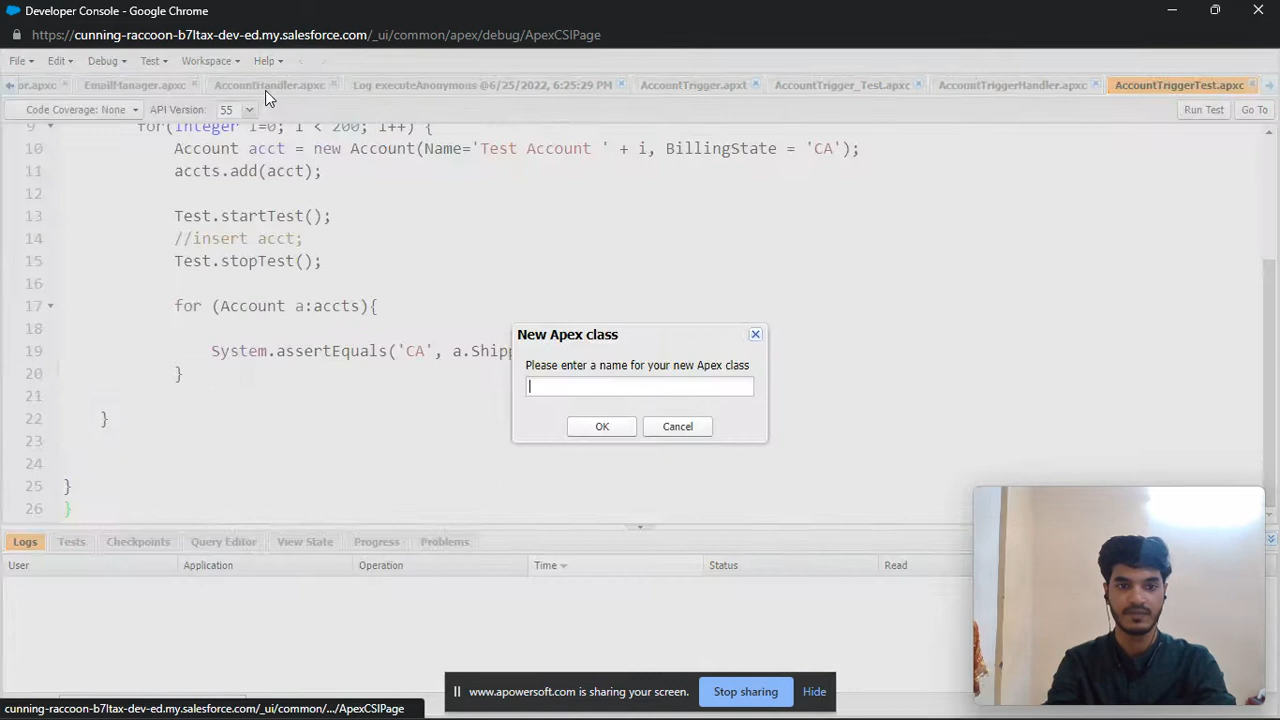 Developer Console - Google Chrome
https://cunning-raccoon-b7ltax-dev-ed.my.salesforce.com/_ui/common/apex/debug/ApexCSIPage
File Edit Debug Test Workspace Help < >
or.apxc EmailManager.apxc AccountHandler.apxc Log executeAnonymous @6/25/2022, 6:25:29 PM AccountTrigger.apxt AccountTrigger_Test.apxc AccountTriggerHandler.apxc AccountTriggerTest.apxc
Code Coverage: None API Version: 55 Run Test Go To
9 for(Integer i=0; i < 200; i++) {
10 Account acct = new Account(Name='Test Account ' + i, BillingState = 'CA');
11 accts.add(acct);
12
13 Test.startTest();
14 //insert acct;
15 Test.stopTest();
16
17 for (Account a:accts){
18
19 System.assertEquals('CA', a.Shipp
20 }
21
22 }
23
24
25 }
26 }
New Apex class
Please enter a name for your new Apex class
OK Cancel
Logs Tests Checkpoints Query Editor View State Progress Problems
User Application Operation Time Status Read
www.apowersoft.com is sharing your screen. Stop sharing Hide
cunning-raccoon-b7ltax-dev-ed.my.salesforce.com/_ui/common/.../ApexCSIPage